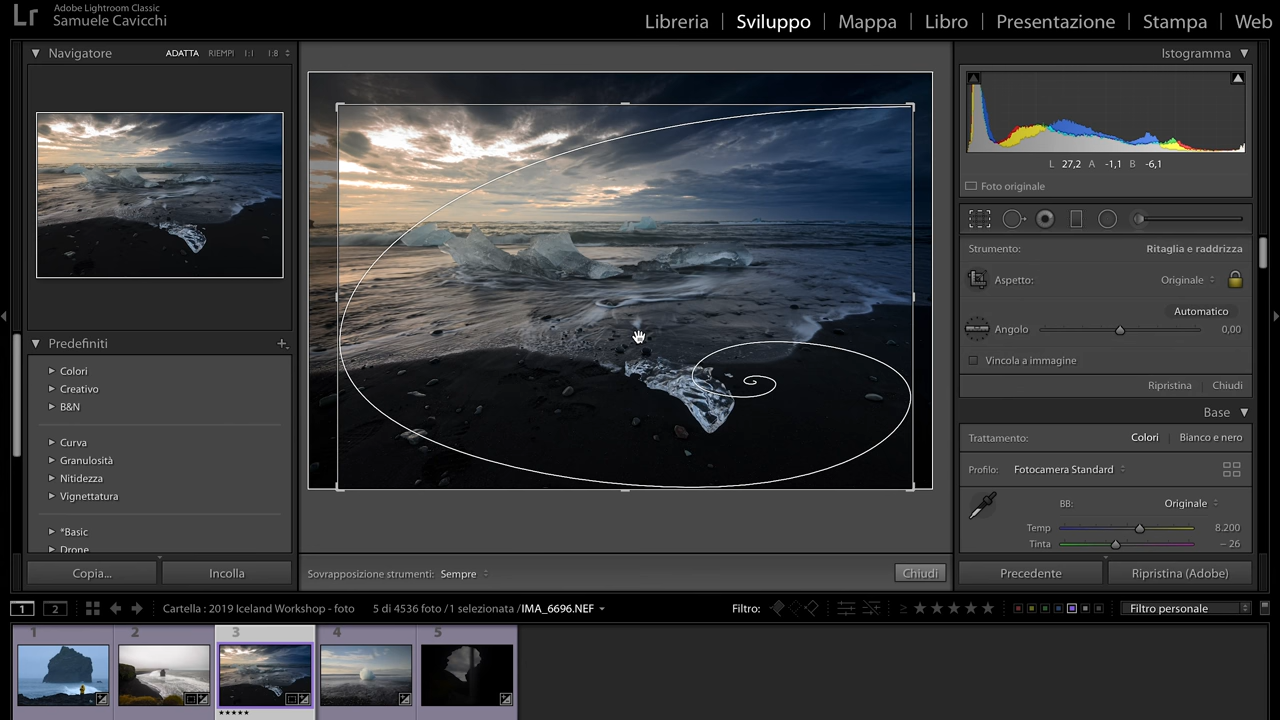 Lr
Adobe Lightroom Classic
Samuele Cavicchi
Libreria | Sviluppo | Mappa | Libro | Presentazione | Stampa | Web
Navigatore ADATTA RIEMPI 1:1 1:8
Istogramma
L 27,2 A -1,1 B -6,1
Foto originale
Strumento: Ritaglia e raddrizza
Aspetto: Originale
Automatico
Angolo 0,00
Vincola a immagine
Ripristina Chiudi
Base
Trattamento: Colori | Bianco e nero
Profilo: Fotocamera Standard
BB: Originale
Temp 8.200
Tinta – 26
Precedente Ripristina (Adobe)
Predefiniti
Colori
Creativo
B&N
Curva
Granulosità
Nitidezza
Vignettatura
*Basic
Drone
Copia... Incolla
Sovrapposizione strumenti: Sempre Chiudi
1 2 Cartella : 2019 Iceland Workshop - foto 5 di 4536 foto / 1 selezionata / IMA_6696.NEF Filtro: ≥ ★★★★★ Filtro personale
1 2 3 4 5
★★★★★